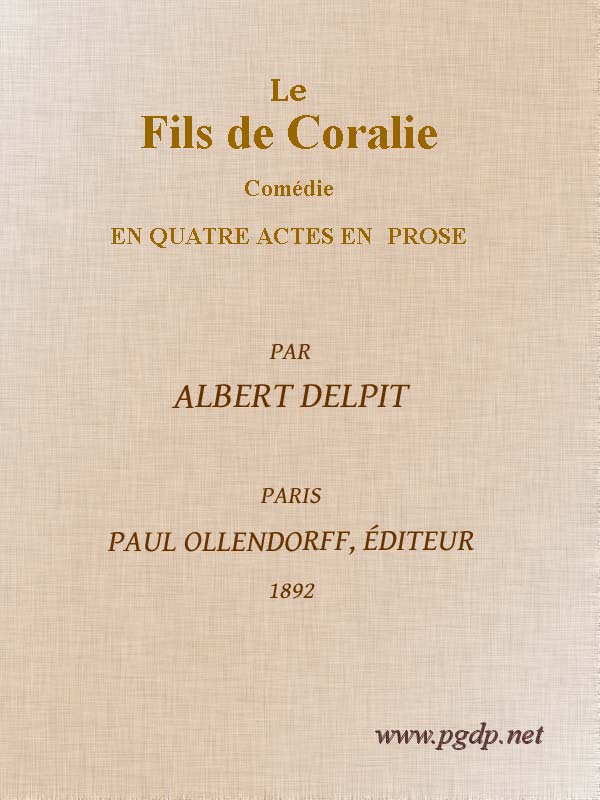 Le
Fils de Coralie
Comédie
EN QUATRE ACTES EN PROSE
PAR
ALBERT DELPIT
PARIS
PAUL OLLENDORFF, ÉDITEUR
1892
www.pgdp.net